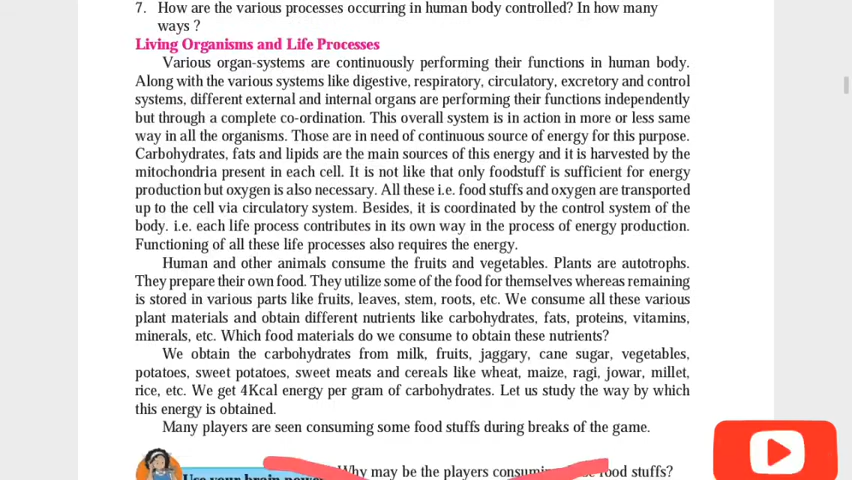 7. How are the various processes occurring in human body controlled? In how many
ways ?
Living Organisms and Life Processes
Various organ-systems are continuously performing their functions in human body.
Along with the various systems like digestive, respiratory, circulatory, excretory and control
systems, different external and internal organs are performing their functions independently
but through a complete co-ordination. This overall system is in action in more or less same
way in all the organisms. Those are in need of continuous source of energy for this purpose.
Carbohydrates, fats and lipids are the main sources of this energy and it is harvested by the
mitochondria present in each cell. It is not like that only foodstuff is sufficient for energy
production but oxygen is also necessary. All these i.e. food stuffs and oxygen are transported
up to the cell via circulatory system. Besides, it is coordinated by the control system of the
body. i.e. each life process contributes in its own way in the process of energy production.
Functioning of all these life processes also requires the energy.
Human and other animals consume the fruits and vegetables. Plants are autotrophs.
They prepare their own food. They utilize some of the food for themselves whereas remaining
is stored in various parts like fruits, leaves, stem, roots, etc. We consume all these various
plant materials and obtain different nutrients like carbohydrates, fats, proteins, vitamins,
minerals, etc. Which food materials do we consume to obtain these nutrients?
We obtain the carbohydrates from milk, fruits, jaggary, cane sugar, vegetables,
potatoes, sweet potatoes, sweet meats and cereals like wheat, maize, ragi, jowar, millet,
rice, etc. We get 4Kcal energy per gram of carbohydrates. Let us study the way by which
this energy is obtained.
Many players are seen consuming some food stuffs during breaks of the game.
Use your brain power
Why may be the players consuming food stuffs?